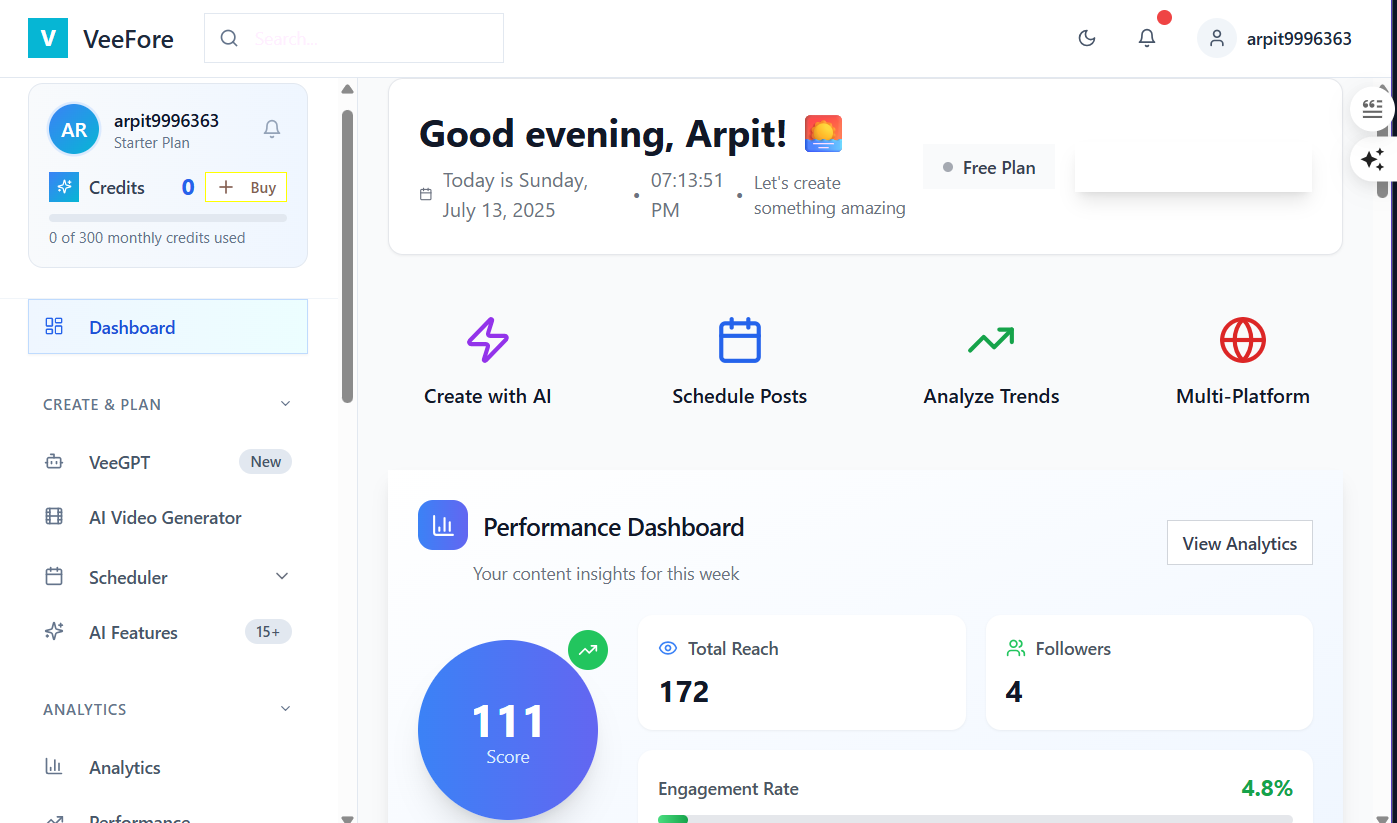 V VeeFore
Search...
arpit9996363
AR
arpit9996363
Starter Plan
Credits 0 + Buy
0 of 300 monthly credits used
Dashboard
CREATE & PLAN
VeeGPT New
AI Video Generator
Scheduler
AI Features 15+
ANALYTICS
Analytics
Performance
Good evening, Arpit!
Today is Sunday,
July 13, 2025
•
07:13:51
PM
•
Let's create
something amazing
Free Plan
Create with AI
Schedule Posts
Analyze Trends
Multi-Platform
Performance Dashboard
Your content insights for this week
View Analytics
111
Score
Total Reach
172
Followers
4
Engagement Rate 4.8%